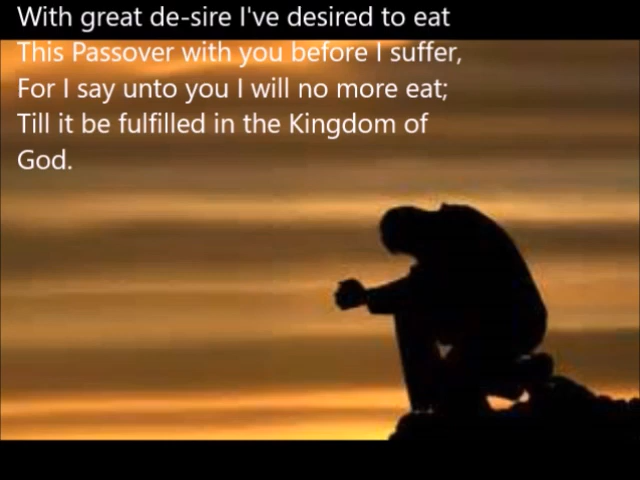 With great de-sire I've desired to eat
This Passover with you before I suffer,
For I say unto you I will no more eat;
Till it be fulfilled in the Kingdom of
God.